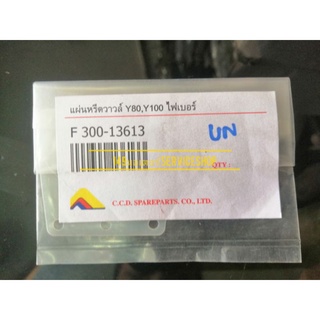 แผ่นหรีดวาวล์ Y80,Y100 ไฟเบอร์
F 300-13613
UN
QTY.
C.C.D. SPAREPARTS. CO., LTD.